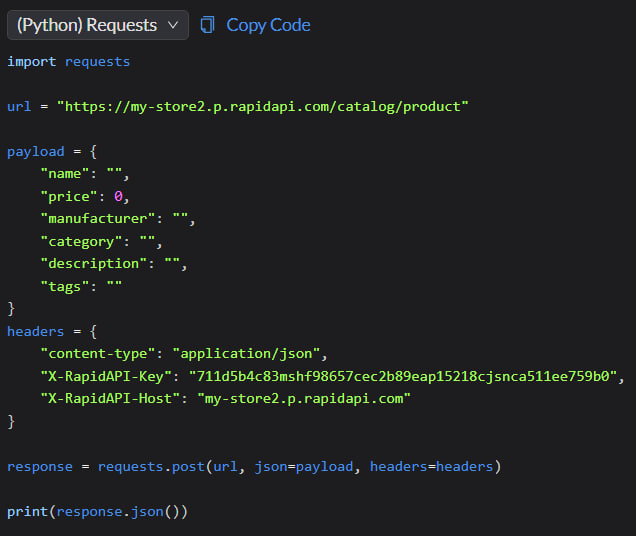 (Python) Requests Copy Code
import requests
url = "https://my-store2.p.rapidapi.com/catalog/product"
payload = {
    "name": "",
    "price": 0,
    "manufacturer": "",
    "category": "",
    "description": "",
    "tags": ""
}
headers = {
    "content-type": "application/json",
    "X-RapidAPI-Key": "711d5b4c83mshf98657cec2b89eap15218cjsnca511ee759b0",
    "X-RapidAPI-Host": "my-store2.p.rapidapi.com"
}
response = requests.post(url, json=payload, headers=headers)
print(response.json())